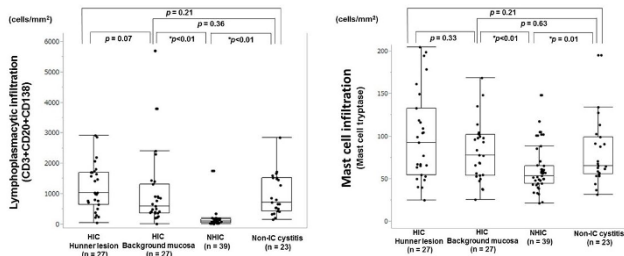 p = 0.21
(cells/mm²)
p = 0.36
p = 0.07
*p<0.01
*p<0.01
Lymphoplasmacytic infiltration
(CD3+CD20+CD138)
6000
5000
4000
3000
2000
1000
0
HIC
Hunner lesion
(n = 27)
HIC
Background mucosa
(n = 27)
NHIC
(n = 39)
Non-IC cystitis
(n = 23)
p = 0.21
(cells/mm²)
p = 0.63
p = 0.33
*p<0.01
*p = 0.01
Mast cell infiltration
(Mast cell tryptase)
200
150
100
50
0
HIC
Hunner lesion
(n = 27)
HIC
Background mucosa
(n = 27)
NHIC
(n = 39)
Non-IC cystitis
(n = 23)